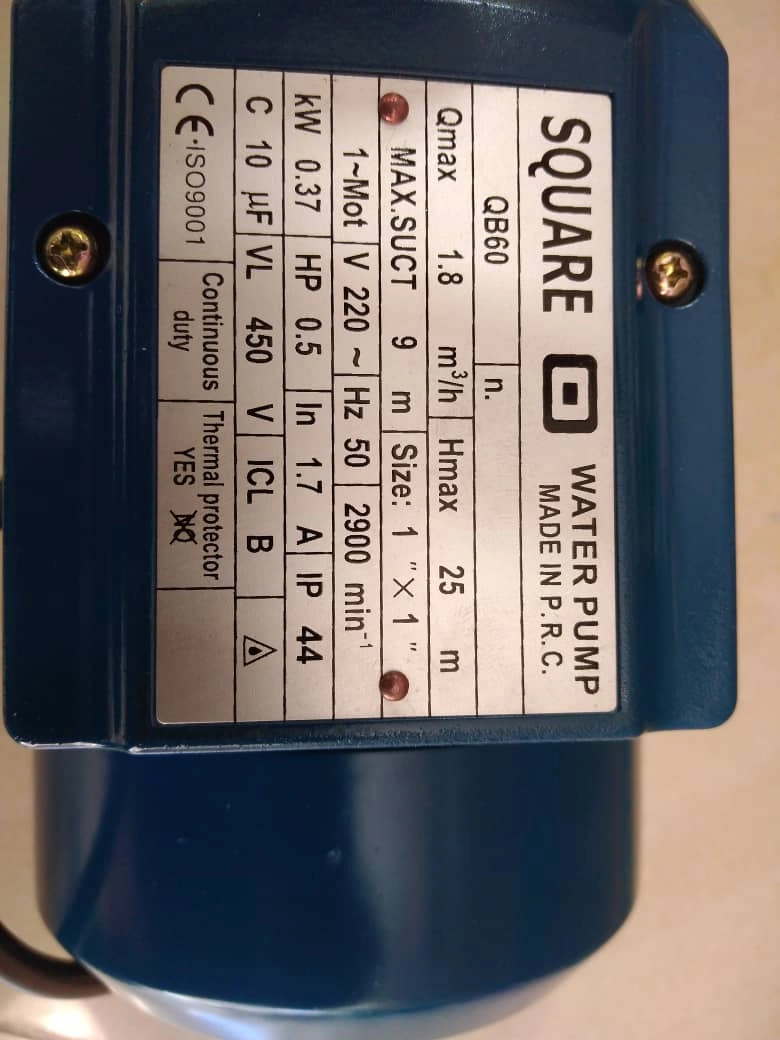 SQUARE WATER PUMP
MADE IN P.R.C.
QB60 n.
Qmax 1.8 m³/h Hmax 25 m
MAX.SUCT 9 m Size: 1 "×1 "
1~Mot V 220 ~ Hz 50 2900 min⁻¹
kW 0.37 HP 0.5 In 1.7 A IP 44
C 10 µF VL 450 V ICL B
CE·ISO9001 Continuous duty Thermal protector
YES